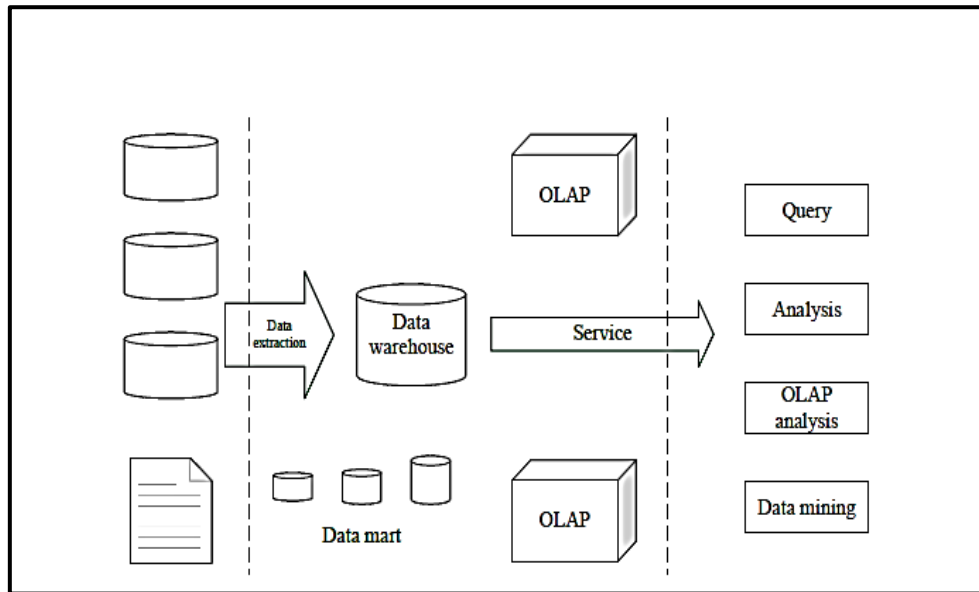 OLAP
Query
Data
extraction
Data
warehouse
Service
Analysis
OLAP
analysis
Data mart
OLAP
Data mining